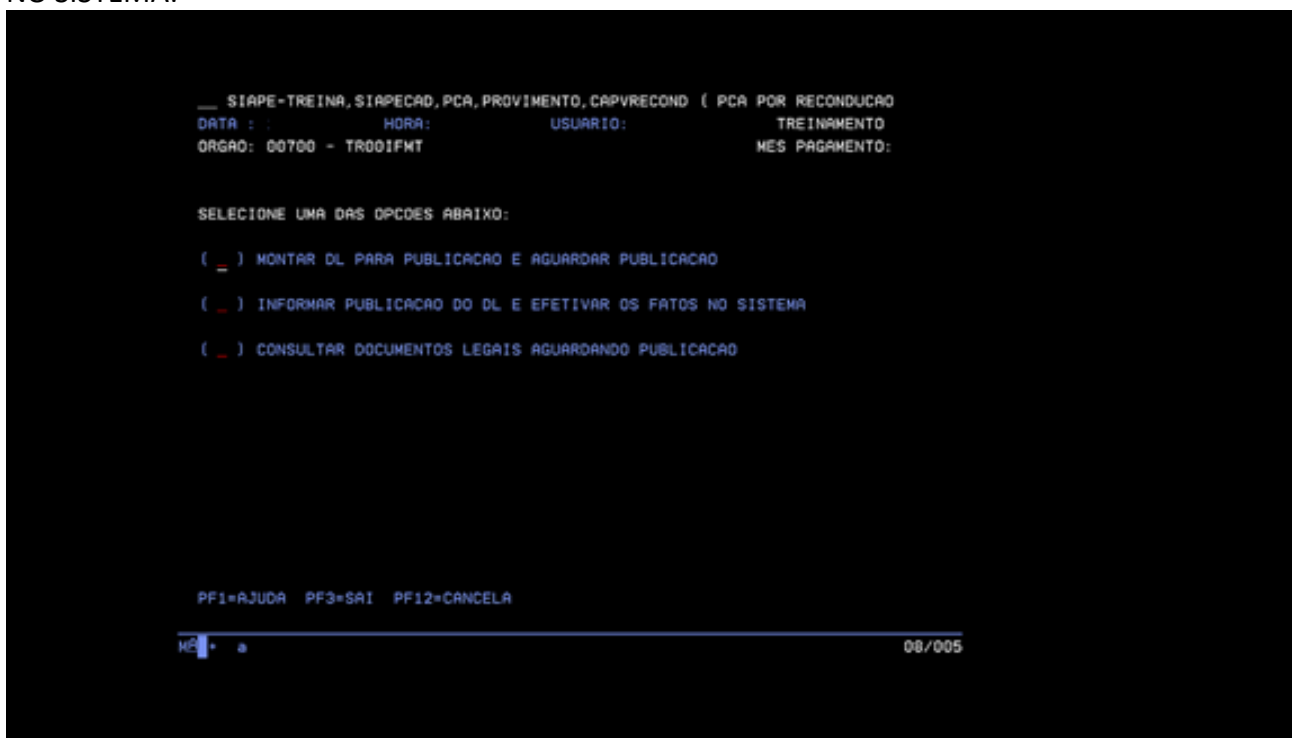 NO SISTEMA.
__ SIAPE-TREINA,SIAPECAD,PCA,PROVIMENTO,CAPVRECOND ( PCA POR RECONDUCAO
DATA : HORA: USUARIO: TREINAMENTO
ORGAO: 00700 - TRODIFMT MES PAGAMENTO:
SELECIONE UMA DAS OPCOES ABAIXO:
( _ ) MONTAR DL PARA PUBLICACAO E AGUARDAR PUBLICACAO
( _ ) INFORMAR PUBLICACAO DO DL E EFETIVAR OS FATOS NO SISTEMA
( _ ) CONSULTAR DOCUMENTOS LEGAIS AGUARDANDO PUBLICACAO
PF1=AJUDA PF3=SAI PF12=CANCELA
a 08/005